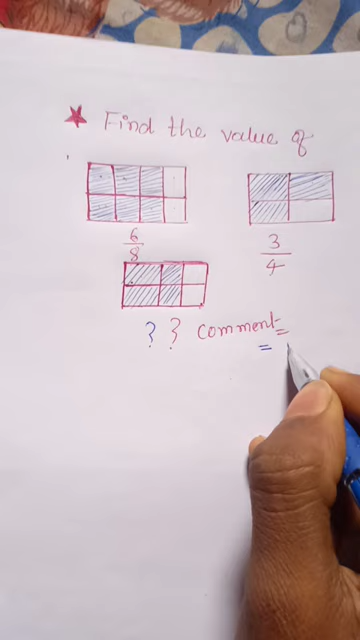 ★ Find the value of
6/8
3/4
? ? comment